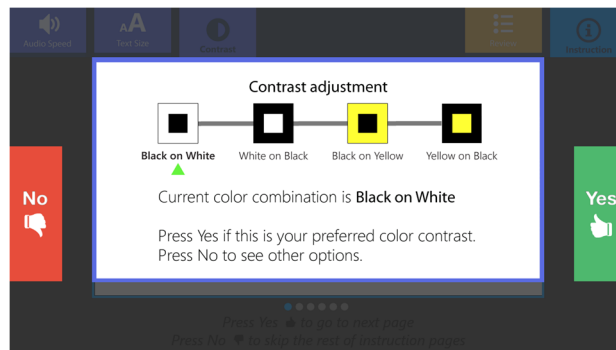 Audio Speed
AA
Text Size
Contrast
Review
Instruction
Contrast adjustment
Black on White
White on Black
Black on Yellow
Yellow on Black
Current color combination is Black on White
Press Yes if this is your preferred color contrast.
Press No to see other options.
No
Yes
Press Yes to go to next page
Press No to skip the rest of instruction pages